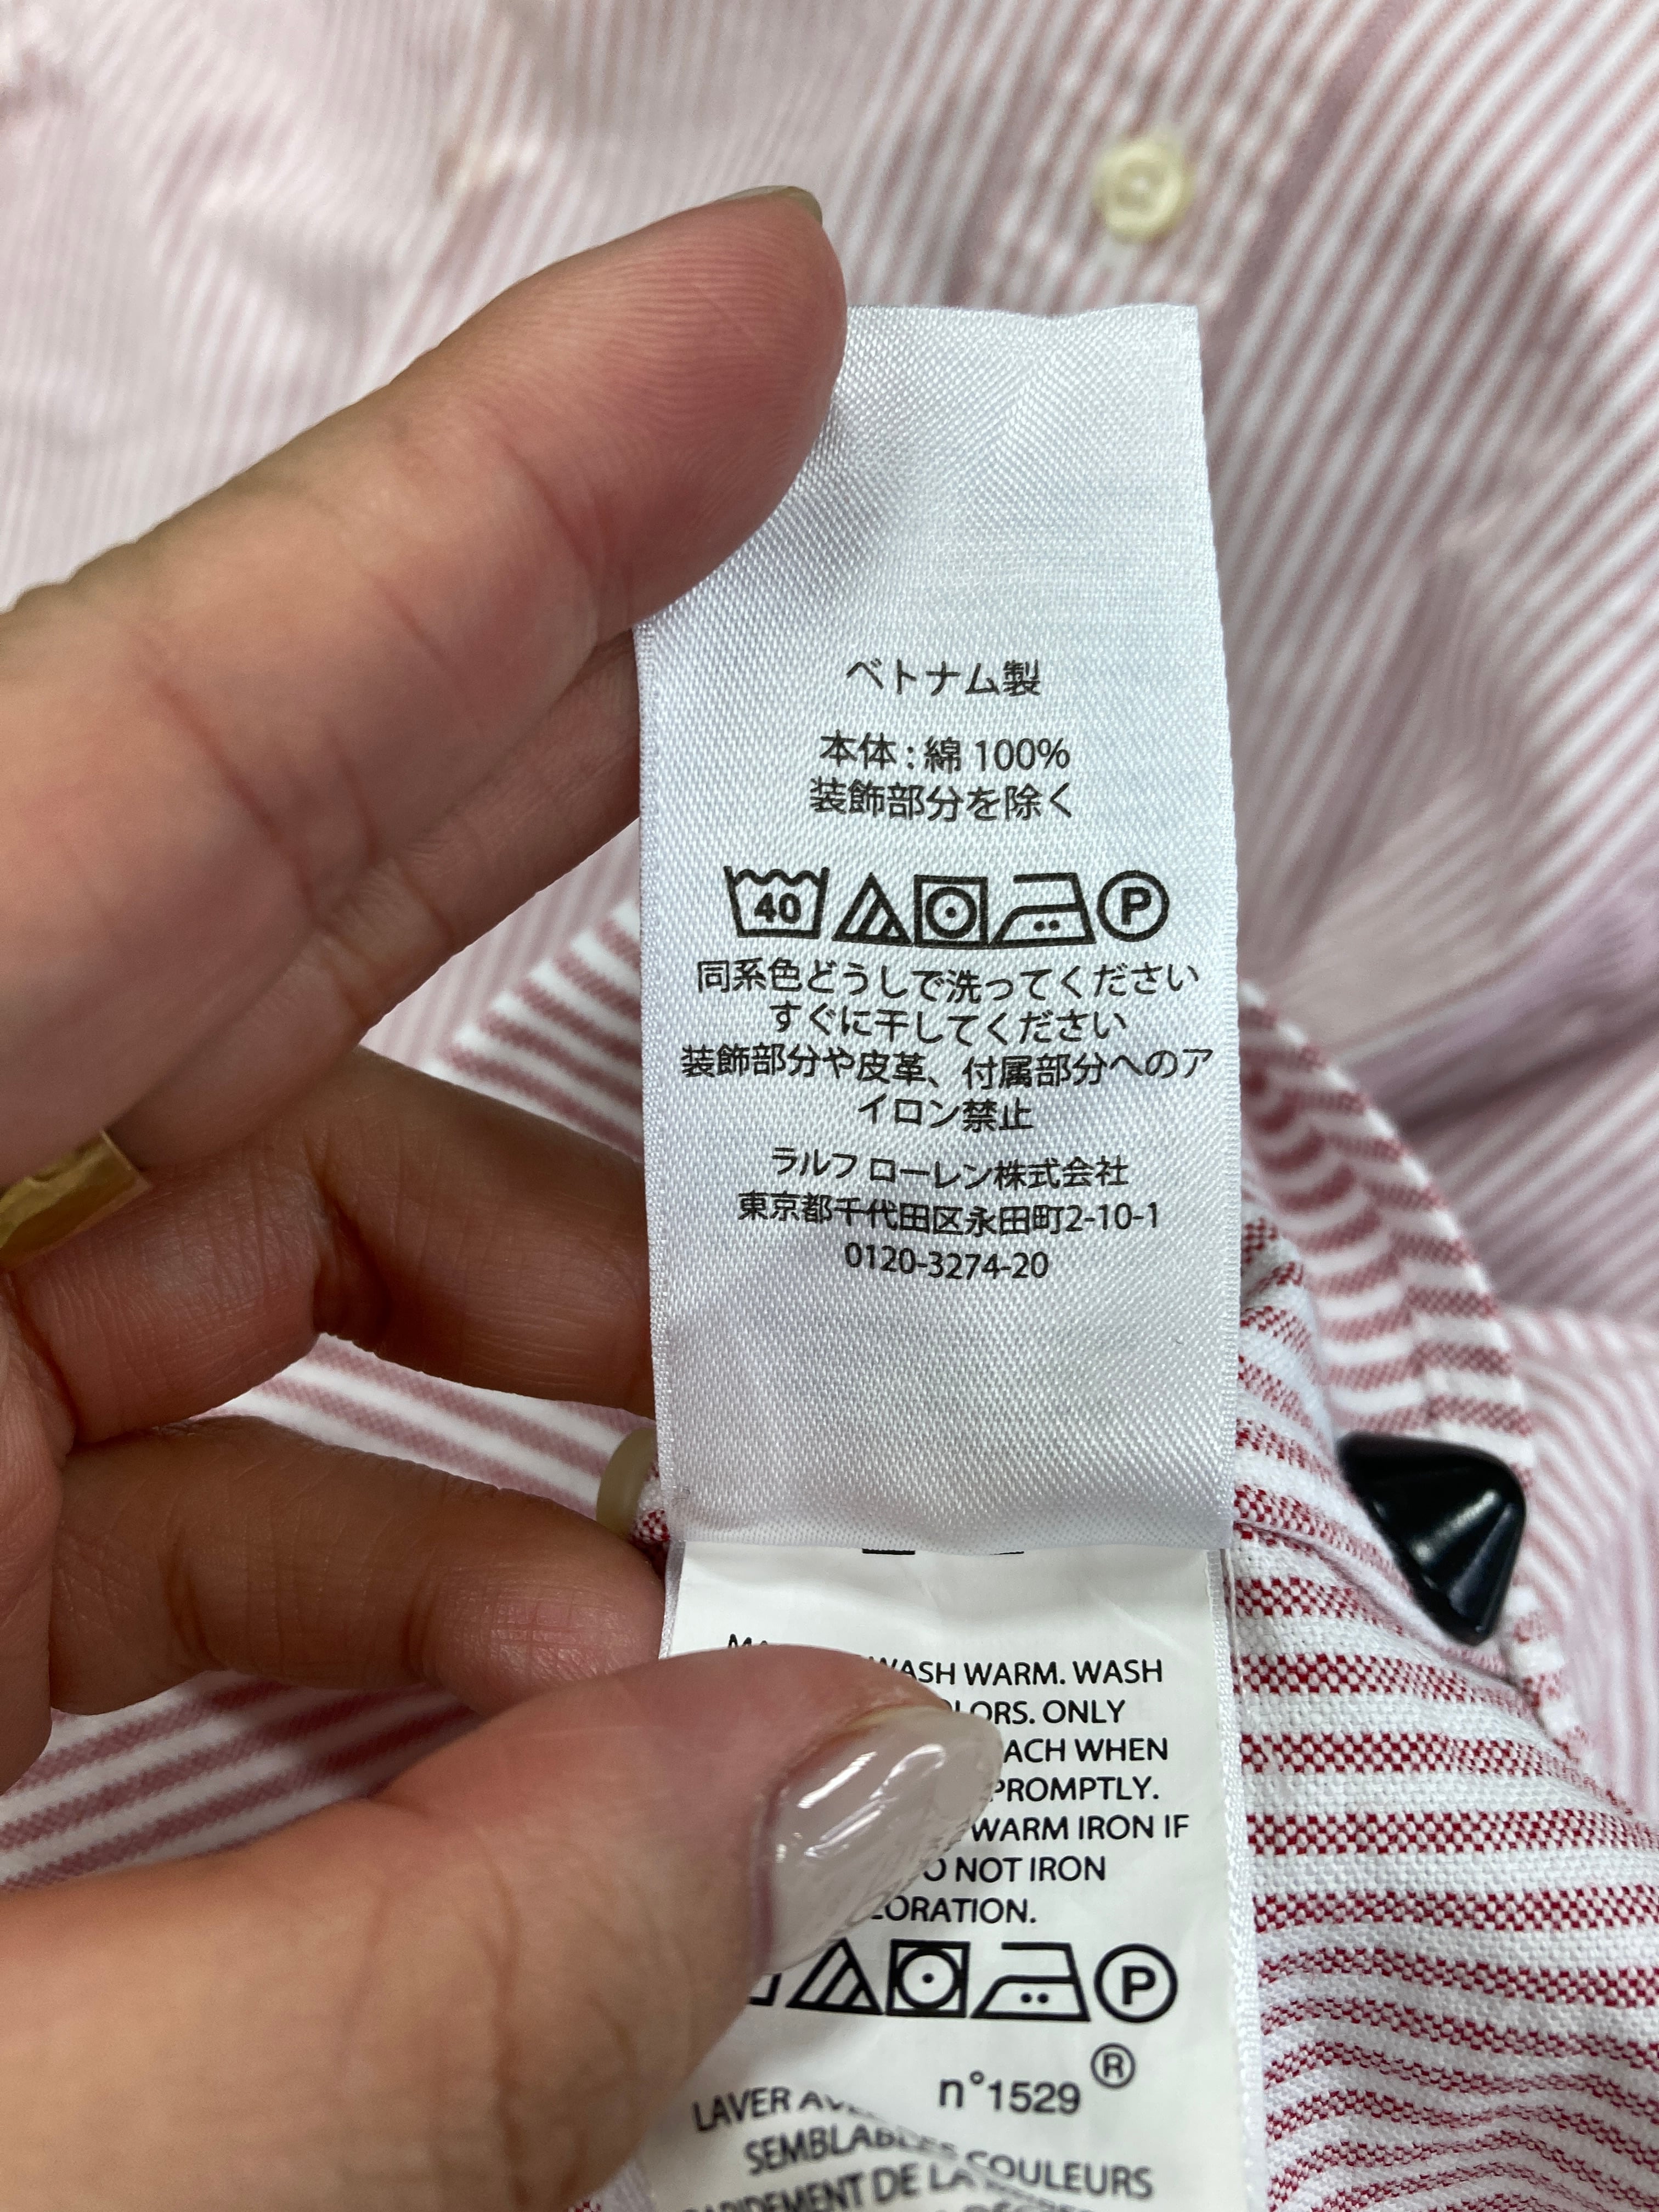 ベトナム製
本体 : 綿 100%
装飾部分を除く
40
P
同系色どうしで洗ってください
すぐに干してください
装飾部分や皮革、付属部分へのア
イロン禁止
ラルフ ローレン株式会社
東京都千代田区永田町2-10-1
0120-3274-20
WASH WARM. WASH
ONLY
WHEN
PROMPTLY.
WARM IRON IF
NOT IRON
P
®
n°1529
LAVER
SEMBLABLES COULEURS
DE LA